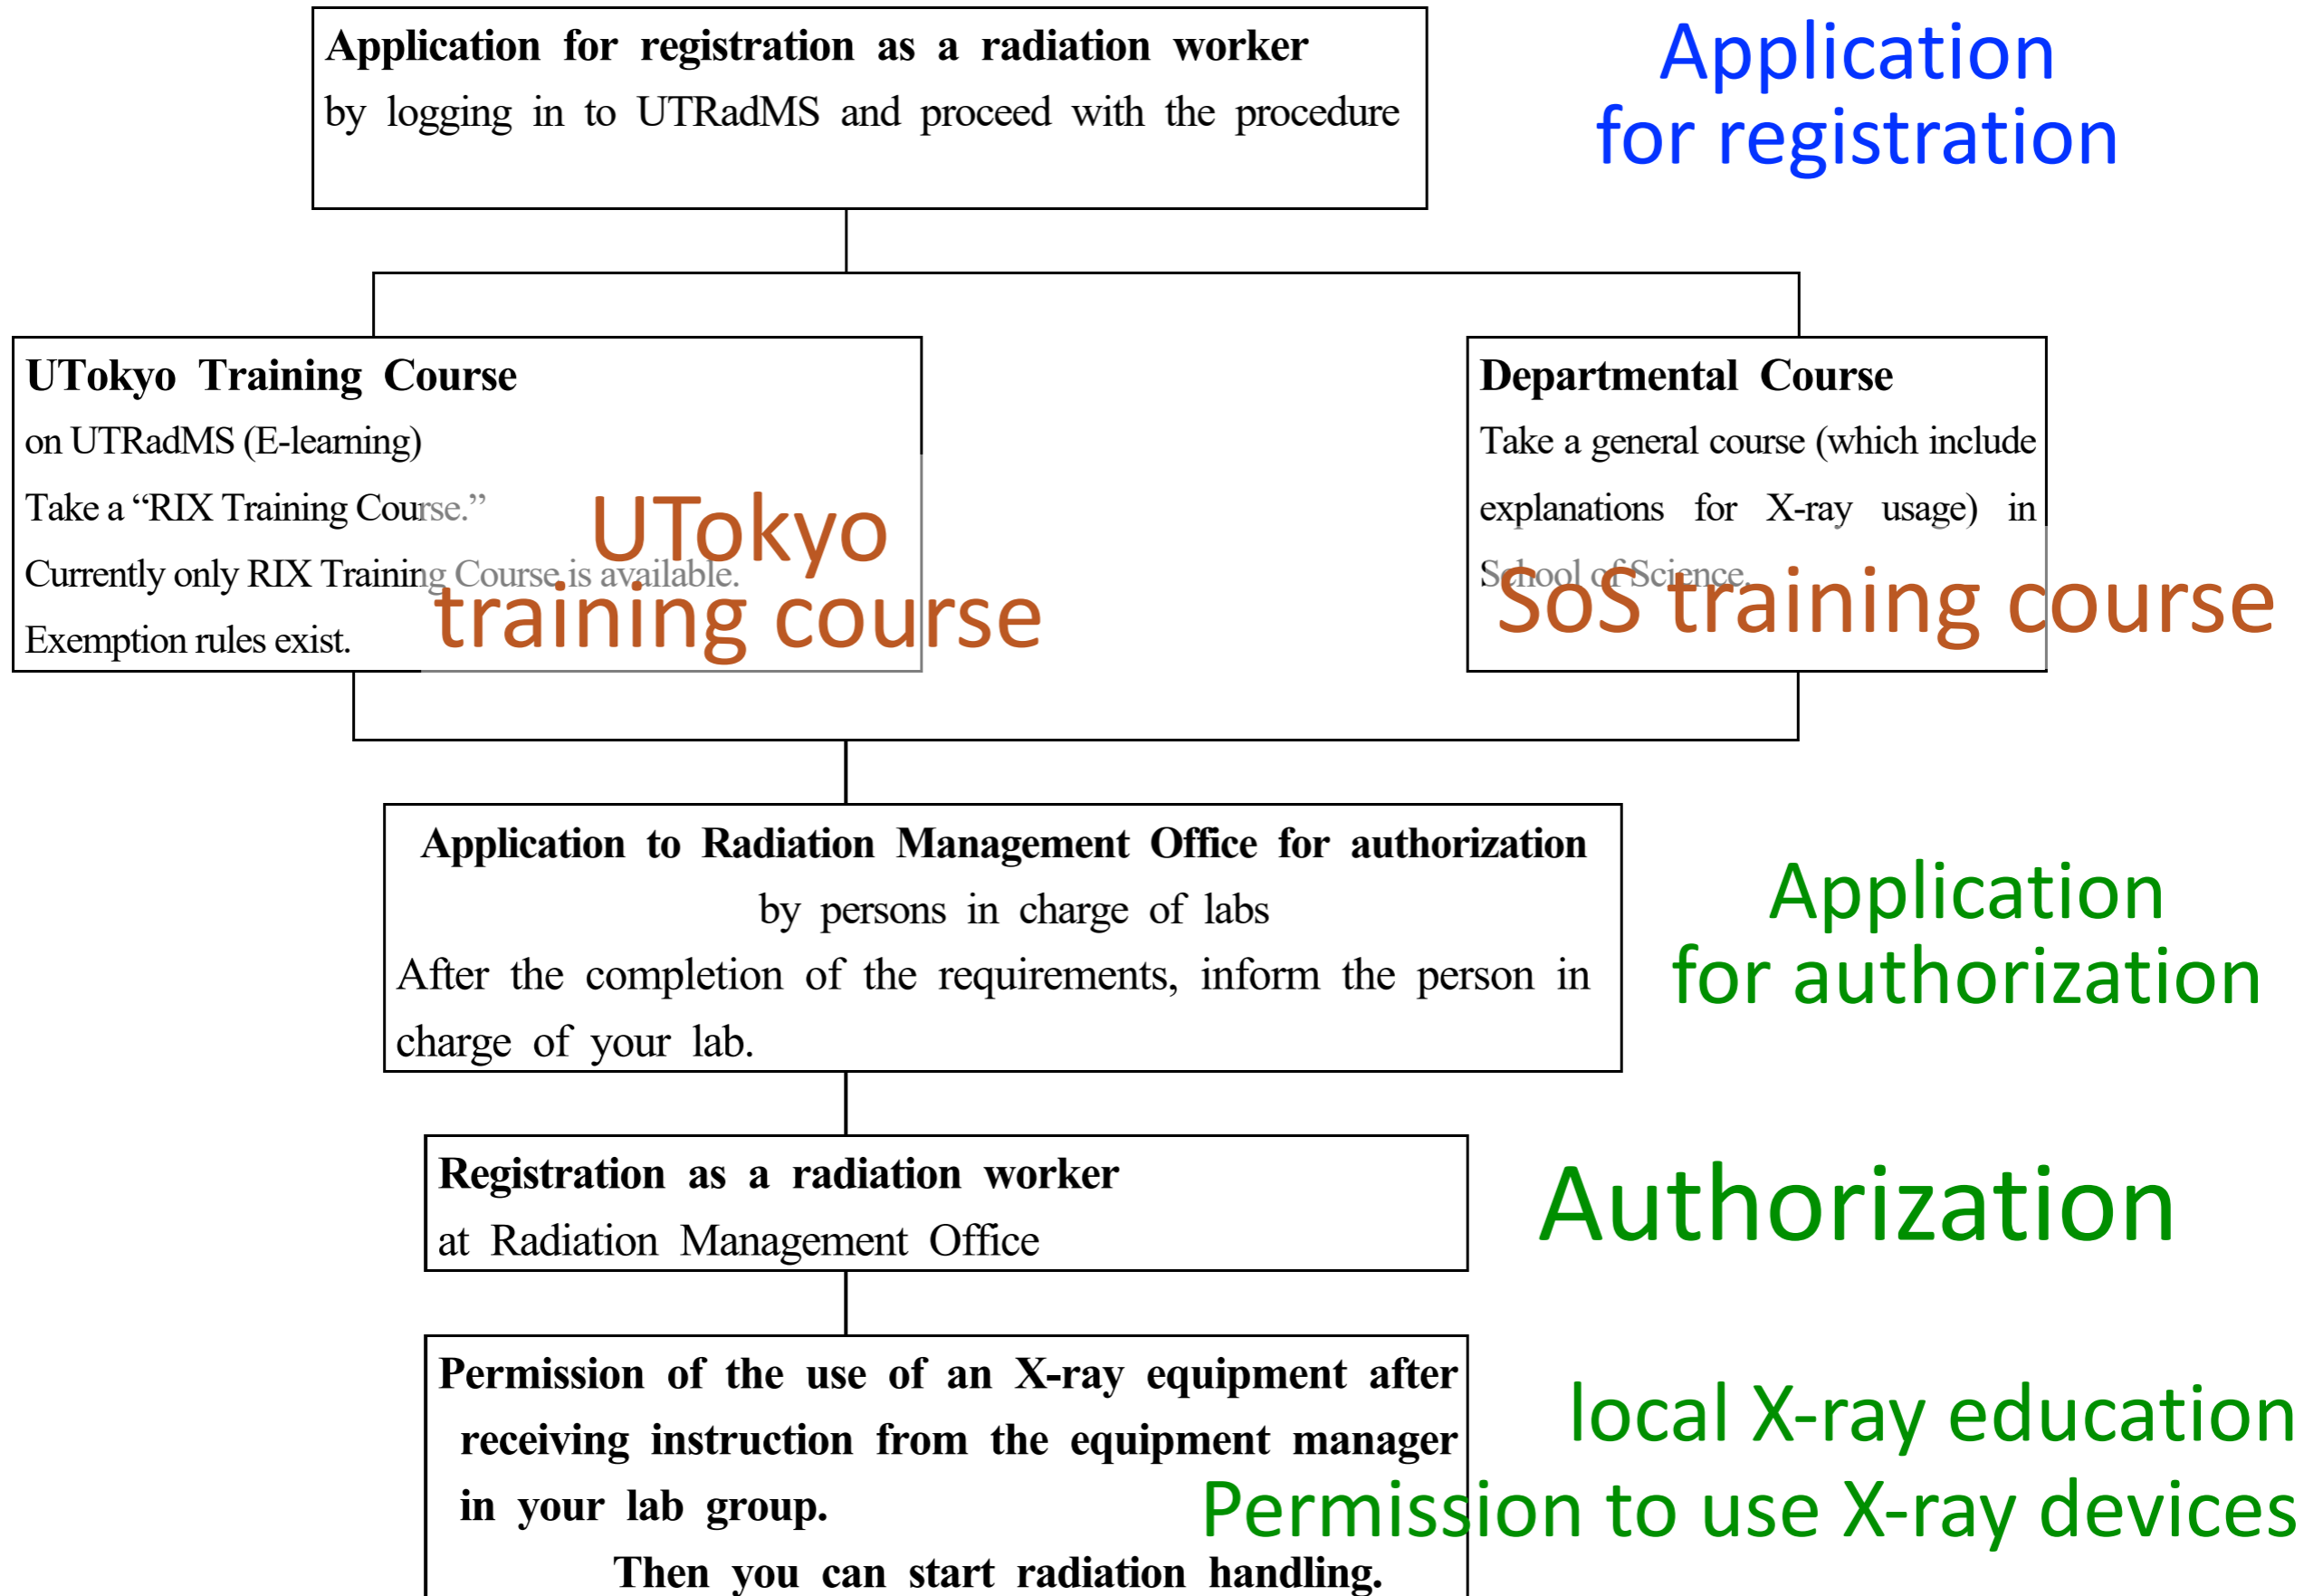 Application for registration as a radiation worker
by logging in to UTRadMS and proceed with the procedure
Application
for registration
UTokyo Training Course
on UTRadMS (E-learning)
Take a “RIX Training Course.”
Currently only RIX Training Course is available.
Exemption rules exist.
UTokyo
training course
Departmental Course
Take a general course (which include
explanations for X-ray usage) in
School of Science.
SoS training course
Application to Radiation Management Office for authorization
by persons in charge of labs
After the completion of the requirements, inform the person in
charge of your lab.
Application
for authorization
Registration as a radiation worker
at Radiation Management Office
Authorization
Permission of the use of an X-ray equipment after
receiving instruction from the equipment manager
in your lab group.
Then you can start radiation handling.
local X-ray education
Permission to use X-ray devices